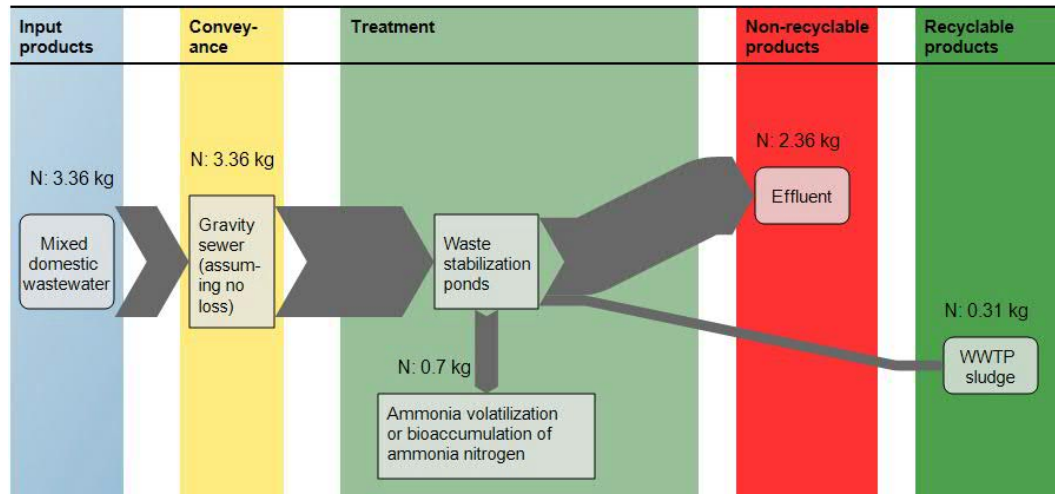 Input
products
Convey-
ance
Treatment
Non-recyclable
products
Recyclable
products
N: 3.36 kg
Mixed
domestic
wastewater
N: 3.36 kg
Gravity
sewer
(assum-
ing no
loss)
Waste
stabilization
ponds
N: 0.7 kg
Ammonia volatilization
or bioaccumulation of
ammonia nitrogen
N: 2.36 kg
Effluent
N: 0.31 kg
WWTP
sludge